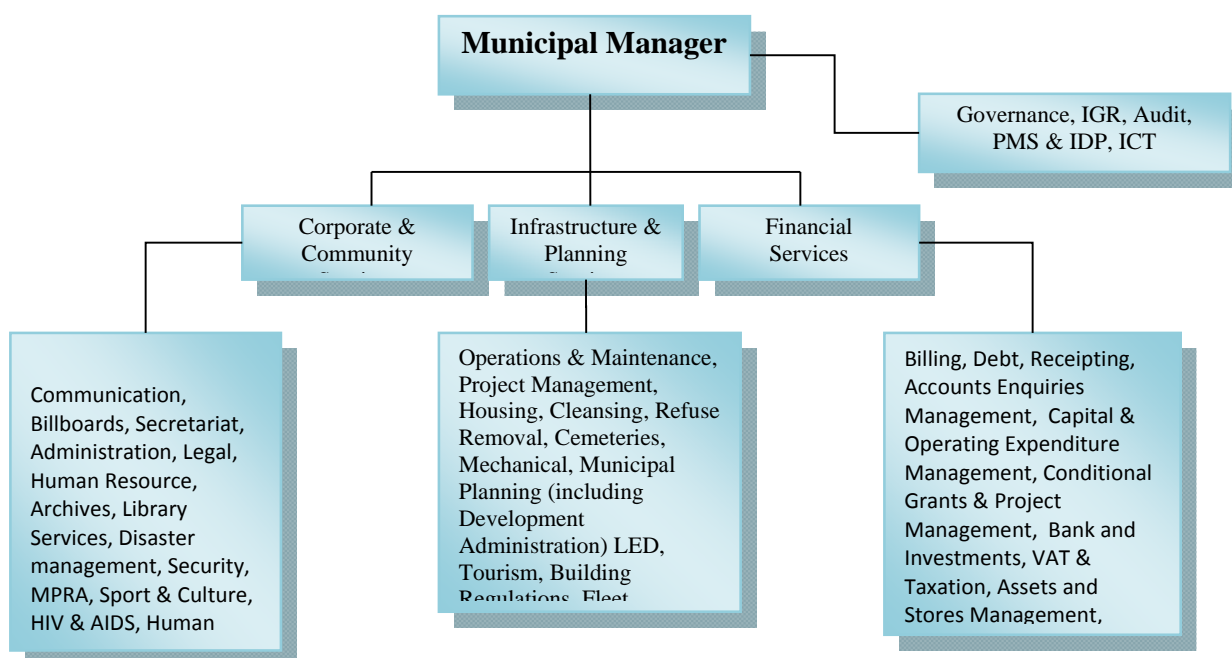 Municipal Manager
Governance, IGR, Audit,
PMS & IDP, ICT
Corporate &
Community
Infrastructure &
Planning
Financial
Services
Communication,
Billboards, Secretariat,
Administration, Legal,
Human Resource,
Archives, Library
Services, Disaster
management, Security,
MPRA, Sport & Culture,
HIV & AIDS, Human
Operations & Maintenance,
Project Management,
Housing, Cleansing, Refuse
Removal, Cemeteries,
Mechanical, Municipal
Planning (including
Development
Administration) LED,
Tourism, Building
Regulations, Fleet
Billing, Debt, Receipting,
Accounts Enquiries
Management, Capital &
Operating Expenditure
Management, Conditional
Grants & Project
Management, Bank and
Investments, VAT &
Taxation, Assets and
Stores Management,